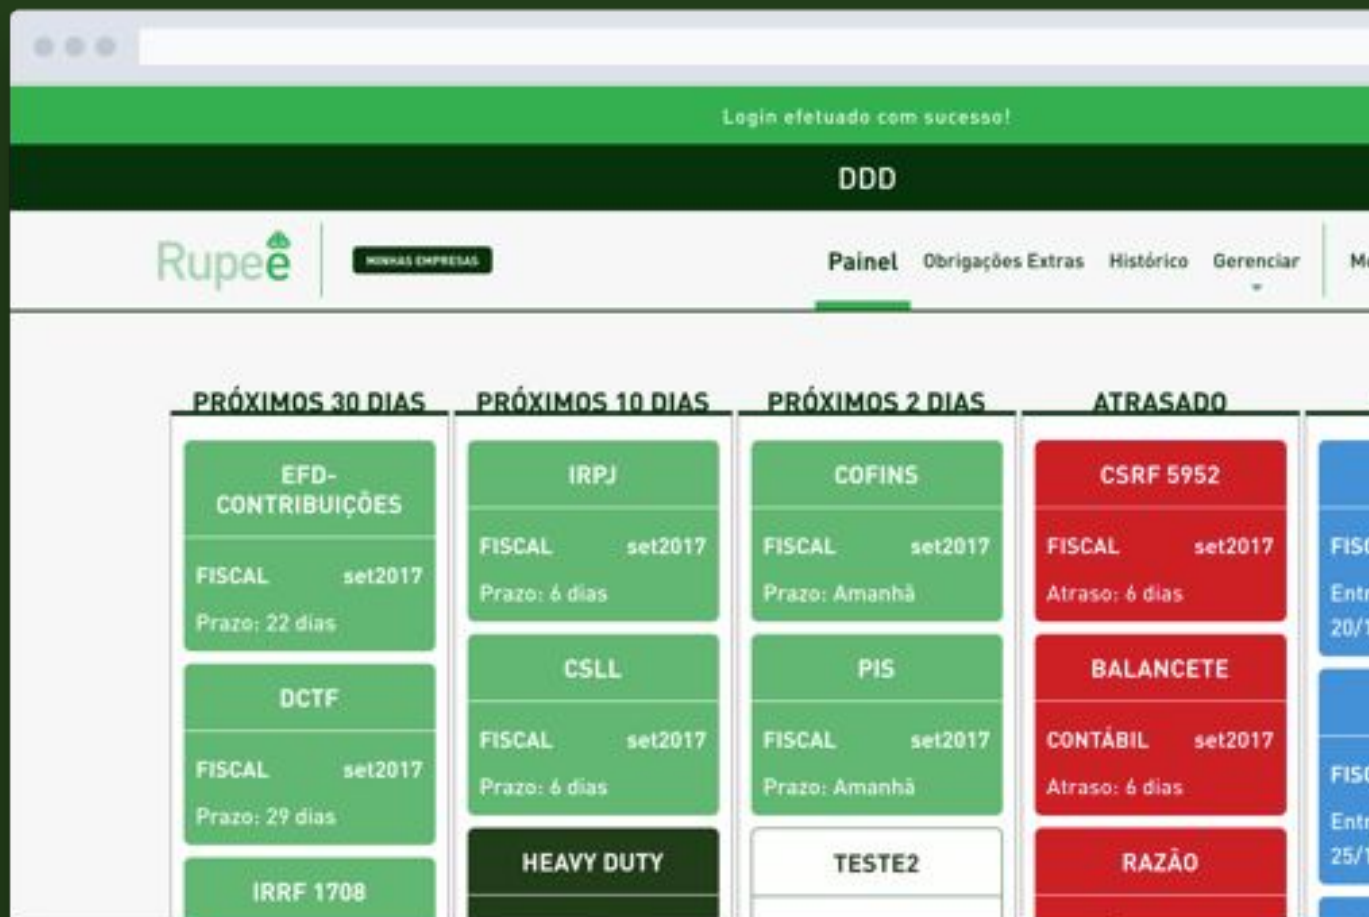 Login efetuado com sucesso!
DDD
Rupeê
MINHAS EMPRESAS
Painel Obrigações Extras Histórico Gerenciar
PRÓXIMOS 30 DIAS
EFD-
CONTRIBUIÇÕES
FISCAL set2017
Prazo: 22 dias
DCTF
FISCAL set2017
Prazo: 29 dias
IRRF 1708
PRÓXIMOS 10 DIAS
IRPJ
FISCAL set2017
Prazo: 6 dias
CSLL
FISCAL set2017
Prazo: 6 dias
HEAVY DUTY
PRÓXIMOS 2 DIAS
COFINS
FISCAL set2017
Prazo: Amanhã
PIS
FISCAL set2017
Prazo: Amanhã
TESTE2
ATRASADO
CSRF 5952
FISCAL set2017
Atraso: 6 dias
BALANCETE
CONTÁBIL set2017
Atraso: 6 dias
RAZÃO